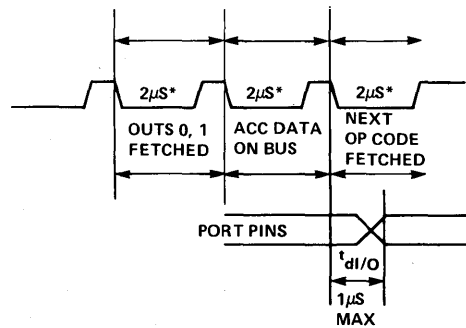 2μS* 2μS* 2μS*
OUTS 0, 1
FETCHED
ACC DATA
ON BUS
NEXT
OP CODE
FETCHED
PORT PINS
tdI/O
1μS
MAX